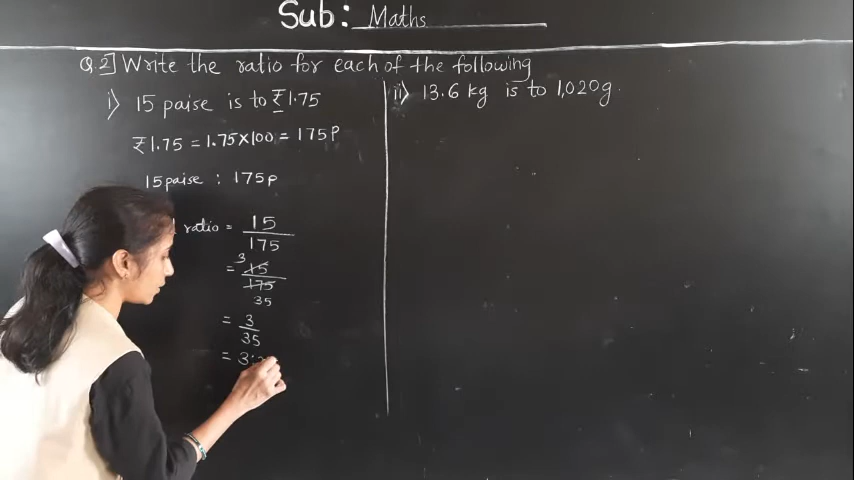 Sub: Maths
Q.2] Write the ratio for each of the following
i) 15 paise is to ₹1.75
₹1.75 = 1.75×100 = 175P
15 paise : 175p
ratio = 15/175
= 3 15/175 35
= 3/35
= 3:
ii) 13.6 kg is to 1,020g.